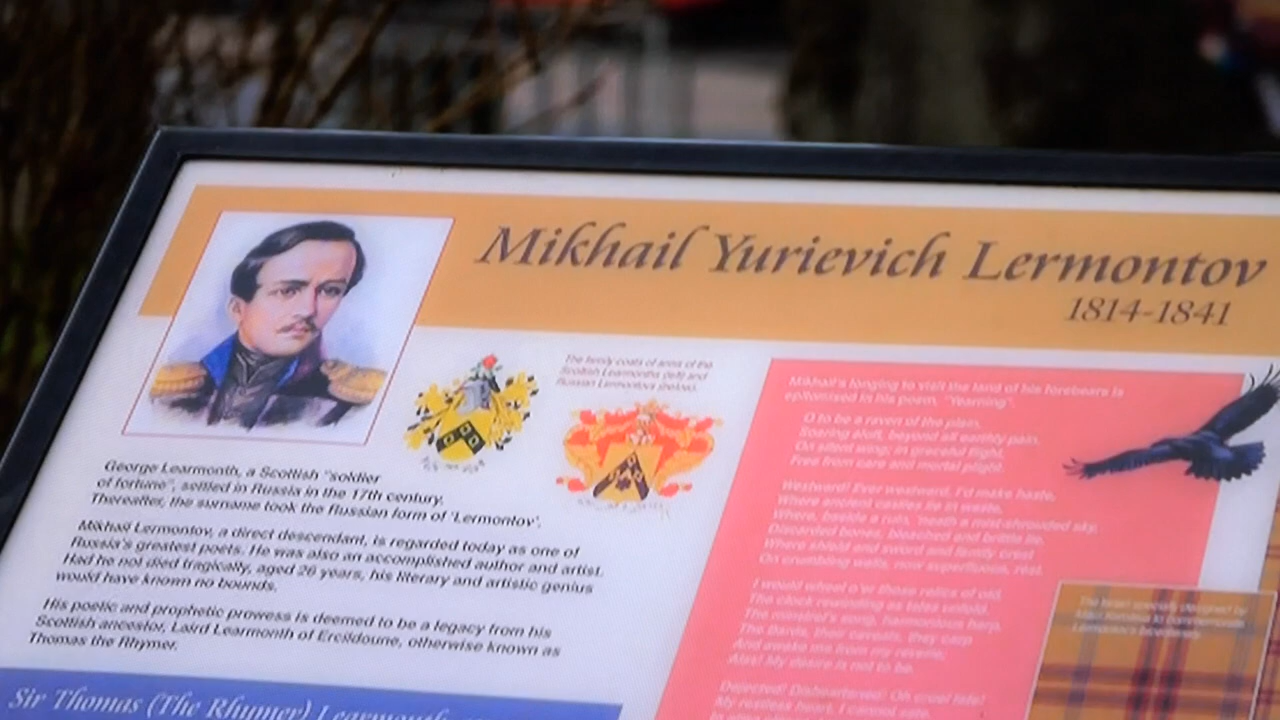 Mikhail Yurievich Lermontov
1814-1841
The family coats of arms of the
Scottish Learmonths (left) and
Russian Lermontovs (below).
George Learmonth, a Scottish "soldier
of fortune", settled in Russia in the 17th century.
Thereafter, the surname took the Russian form of 'Lermontov'.
Mikhail Lermontov, a direct descendant, is regarded today as one of
Russia's greatest poets. He was also an accomplished author and artist.
Had he not died tragically, aged 26 years, his literary and artistic genius
would have known no bounds.
His poetic and prophetic prowess is deemed to be a legacy from his
Scottish ancestor, Laird Learmonth of Ercildoune, otherwise known as
Thomas the Rhymer.
Sir Thomas (The Rhymer) Learmonth
Mikhail's longing to visit the land of his forebears is
epitomised in his poem, "Yearning".
O to be a raven of the plain,
Soaring aloft, beyond all earthly pain.
On silent wing; in graceful flight,
Free from care and mortal plight.
Westward! Ever westward, I'd make haste,
Where ancient castles lie in waste,
Where, beside a ruin, 'neath a mist-shrouded sky,
Discarded bones, bleached and brittle lie.
Where shield and sword and family crest
On crumbling walls, now superfluous, rest.
I would wheel o'er those relics of old,
The clock rewinding as tales unfold.
The minstrel's song, harmonious harp,
The Bards, their caveats, they carp
And awake me from my reverie,
Alas! My desire is not to be.
Dejected! Disheartened! Oh cruel fate!
My restless heart, I cannot sate.
The tartan specially designed by
to commemorate
Lermontov's bicentenary.